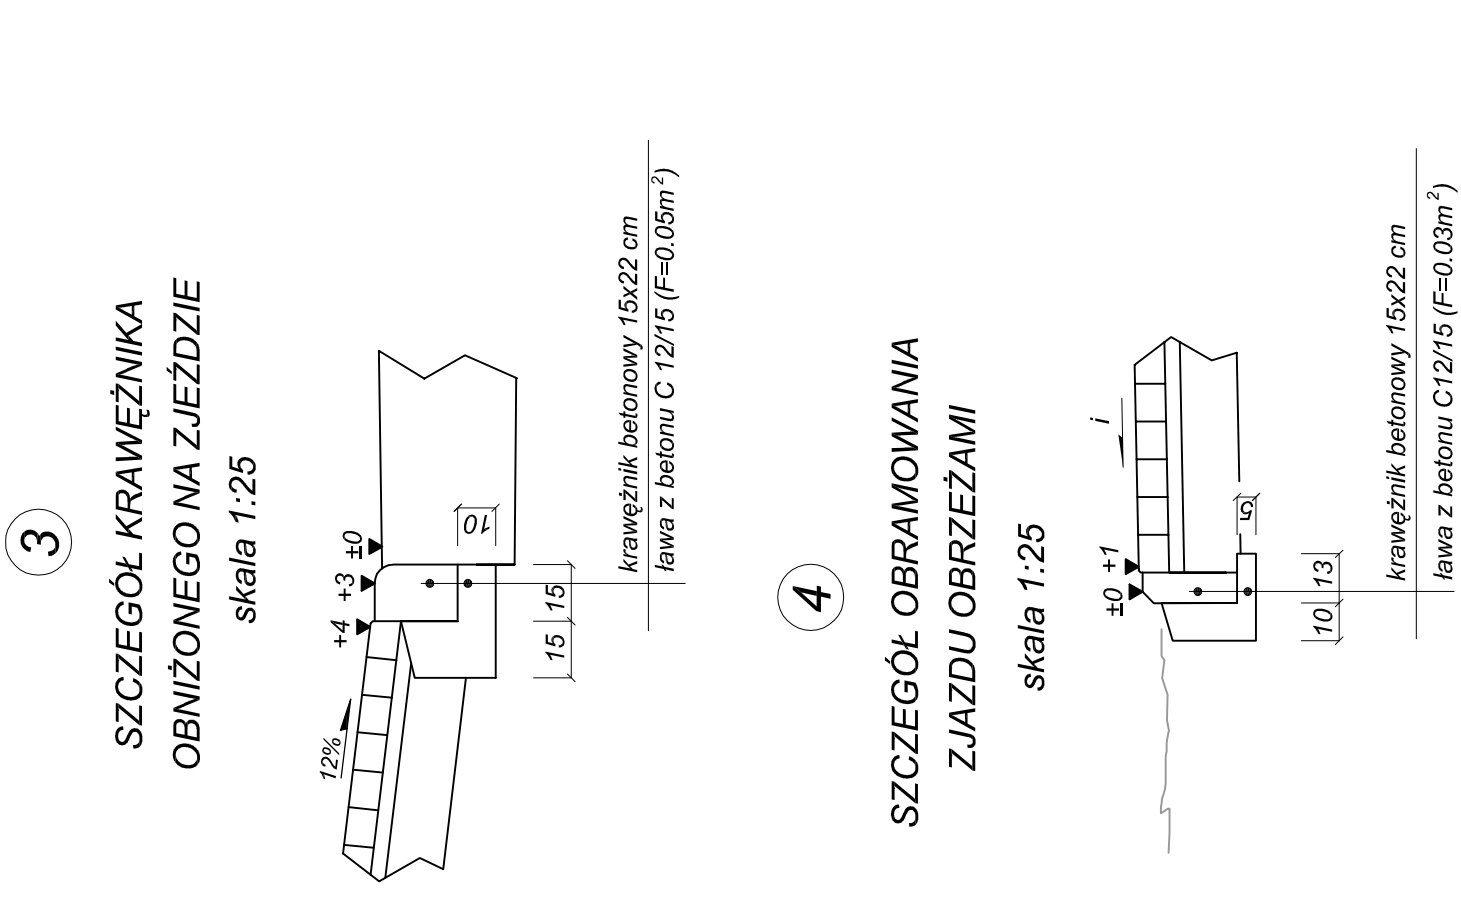 3
SZCZEGÓŁ KRAWĘŻNIKA
OBNIŻONEGO NA ZJEŹDZIE
skala 1:25
12%
+4
+3
±0
10
15
15
krawężnik betonowy 15x22 cm
ława z betonu C 12/15 (F=0.05m²)
4
SZCZEGÓŁ OBRAMOWANIA
ZJAZDU OBRZEŻAMI
skala 1:25
i
±0
+1
5
10
13
krawężnik betonowy 15x22 cm
ława z betonu C12/15 (F=0.03m²)